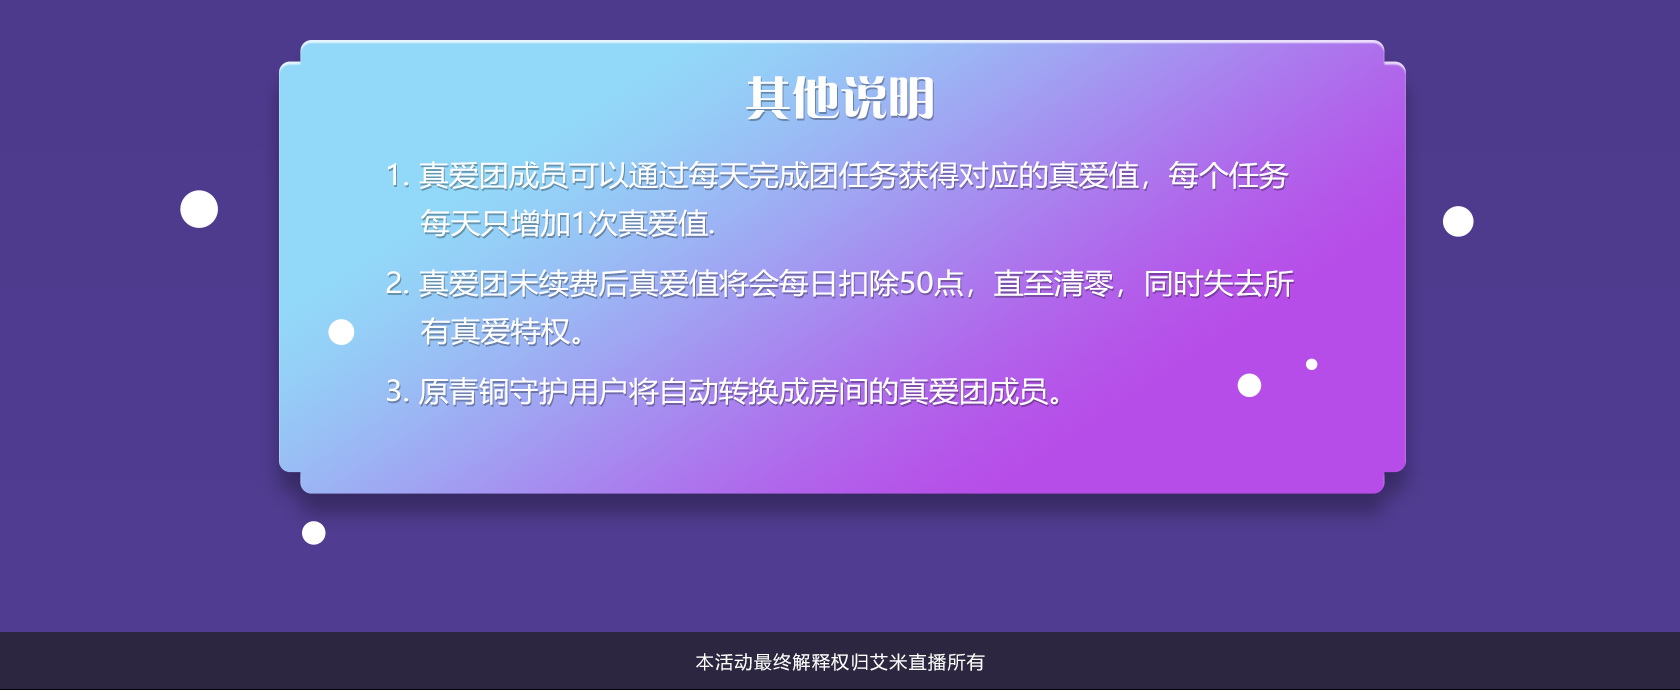 其他说明
1. 真爱团成员可以通过每天完成团任务获得对应的真爱值，每个任务
每天只增加1次真爱值.
2. 真爱团未续费后真爱值将会每日扣除50点，直至清零，同时失去所
有真爱特权。
3. 原青铜守护用户将自动转换成房间的真爱团成员。
本活动最终解释权归艾米直播所有